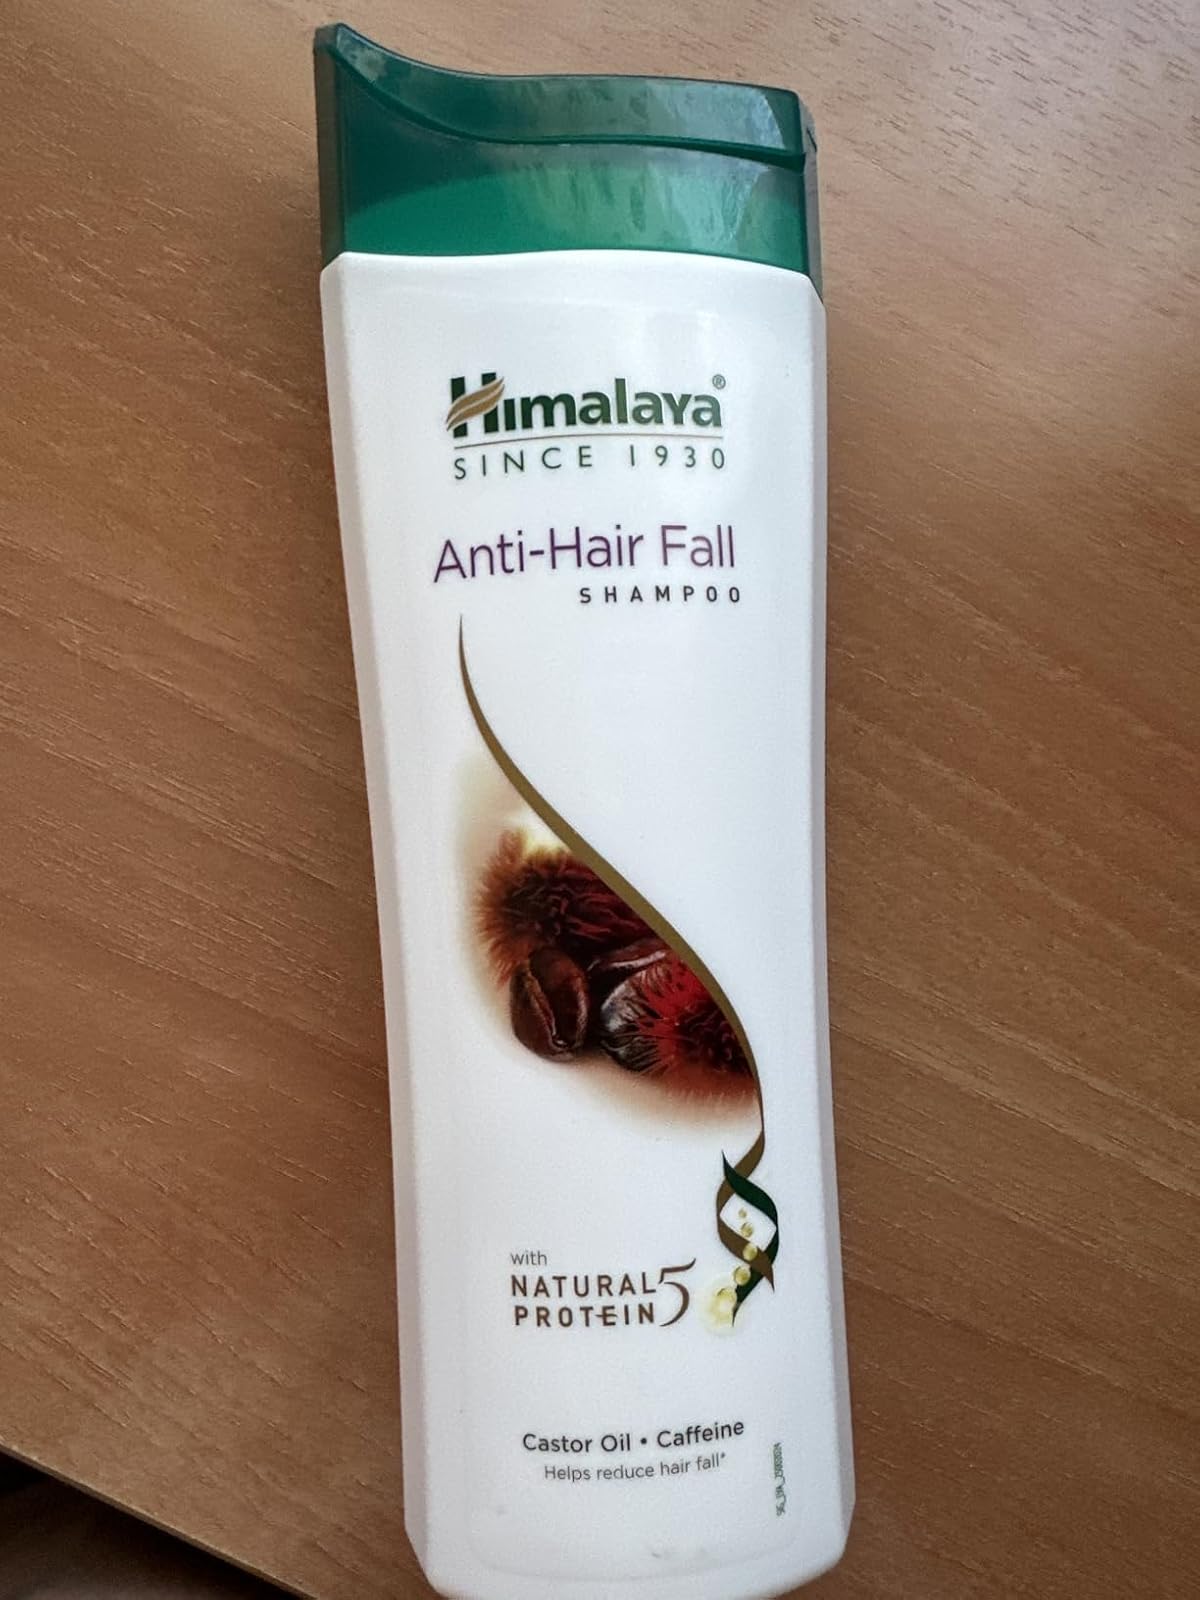 Himalaya®
SINCE 1930
Anti-Hair Fall
SHAMPOO
with
NATURAL 5
PROTEIN
Castor Oil • Caffeine
Helps reduce hair fall*